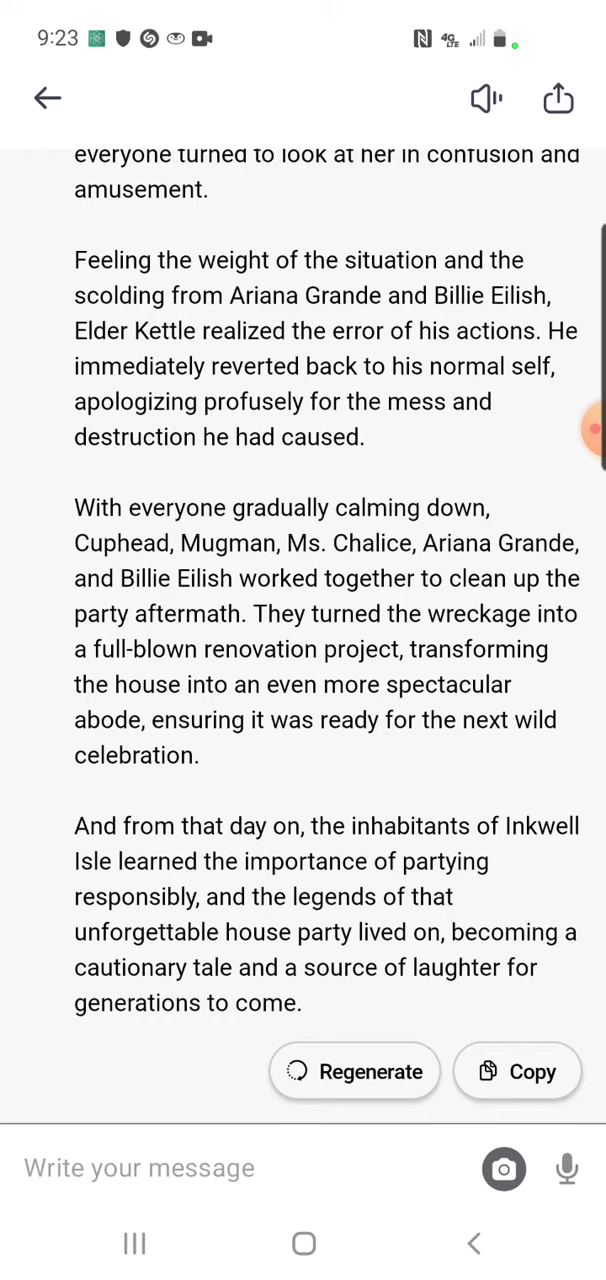 9:23
4G
LTE
everyone turned to look at her in confusion and
amusement.
Feeling the weight of the situation and the
scolding from Ariana Grande and Billie Eilish,
Elder Kettle realized the error of his actions. He
immediately reverted back to his normal self,
apologizing profusely for the mess and
destruction he had caused.
With everyone gradually calming down,
Cuphead, Mugman, Ms. Chalice, Ariana Grande,
and Billie Eilish worked together to clean up the
party aftermath. They turned the wreckage into
a full-blown renovation project, transforming
the house into an even more spectacular
abode, ensuring it was ready for the next wild
celebration.
And from that day on, the inhabitants of Inkwell
Isle learned the importance of partying
responsibly, and the legends of that
unforgettable house party lived on, becoming a
cautionary tale and a source of laughter for
generations to come.
Regenerate
Copy
Write your message